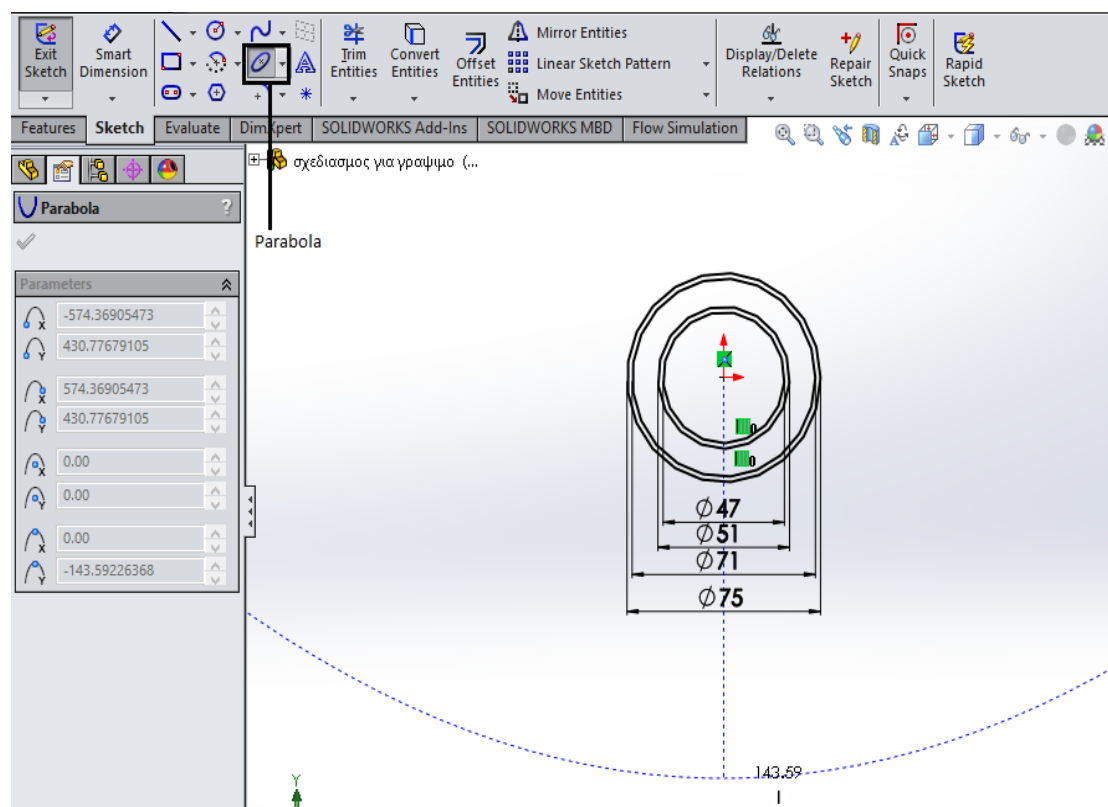 Exit Sketch
Smart Dimension
Trim Entities
Convert Entities
Offset Entities
Mirror Entities
Linear Sketch Pattern
Move Entities
Display/Delete Relations
Repair Sketch
Quick Snaps
Rapid Sketch
Features Sketch Evaluate DimXpert SOLIDWORKS Add-Ins SOLIDWORKS MBD Flow Simulation
σχεδιασμος για γραψιμο (...
Parabola ?
Parabola
Parameters
X -574.36905473
Y 430.77679105
X 574.36905473
Y 430.77679105
X 0.00
Y 0.00
X 0.00
Y -143.59226368
0
0
Ø47
Ø51
Ø71
Ø75
143.59
Y